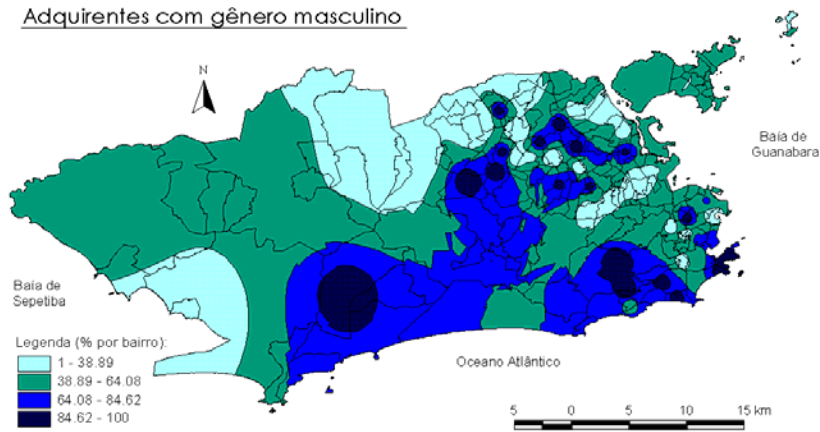 Adquirentes com gênero masculino
N
Baía de
Guanabara
Baía de
Sepetiba
Legenda (% por bairro):
1 - 38.89
38.89 - 64.08
64.08 - 84.62
84.62 - 100
Oceano Atlântico
5 0 5 10 15 km